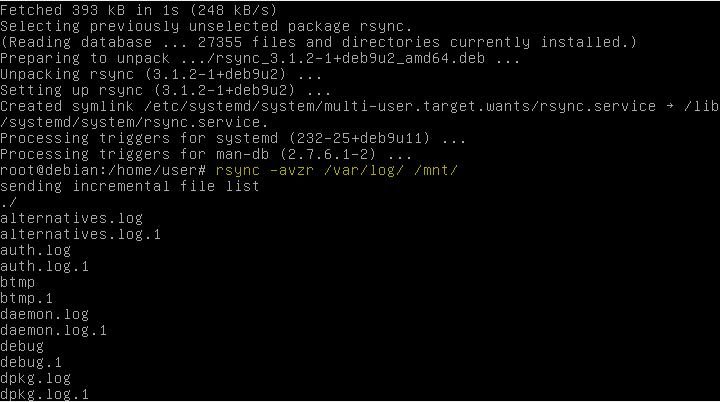 Fetched 393 kB in 1s (248 kB/s)
Selecting previously unselected package rsync.
(Reading database ... 27355 files and directories currently installed.)
Preparing to unpack .../rsync_3.1.2-1+deb9u2_amd64.deb ...
Unpacking rsync (3.1.2-1+deb9u2) ...
Setting up rsync (3.1.2-1+deb9u2) ...
Created symlink /etc/systemd/system/multi-user.target.wants/rsync.service → /lib
/systemd/system/rsync.service.
Processing triggers for systemd (232-25+deb9u11) ...
Processing triggers for man-db (2.7.6.1-2) ...
root@debian:/home/user# rsync -avzr /var/log/ /mnt/
sending incremental file list
./
alternatives.log
alternatives.log.1
auth.log
auth.log.1
btmp
btmp.1
daemon.log
daemon.log.1
debug
debug.1
dpkg.log
dpkg.log.1